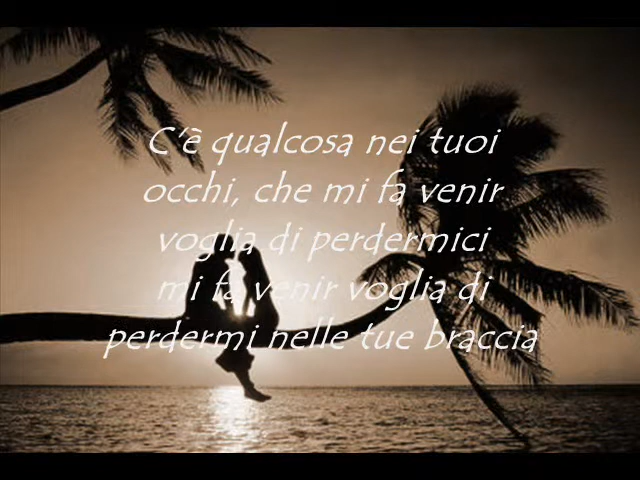 C'è qualcosa nei tuoi
occhi, che mi fa venir
voglia di perdermici
mi fa venir voglia di
perdermi nelle tue braccia